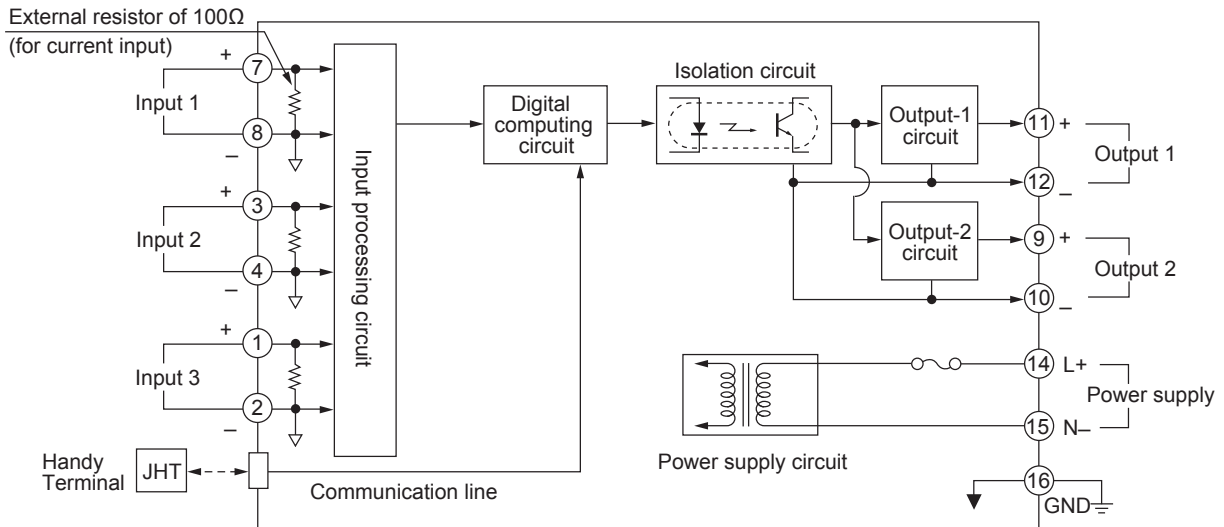 External resistor of 100Ω
(for current input)
+
7
Input 1
8
–
+
3
Input 2
4
–
+
1
Input 3
2
–
Handy
Terminal
JHT
Communication line
Input processing circuit
Digital
computing
circuit
Isolation circuit
Output-1
circuit
Output-2
circuit
11
+
Output 1
12
–
9
+
Output 2
10
–
Power supply circuit
14
L+
Power supply
15
N–
16
GND